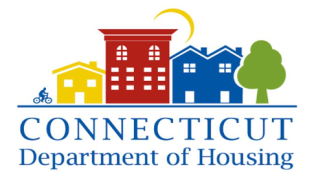 CONNECTICUT
Department of Housing